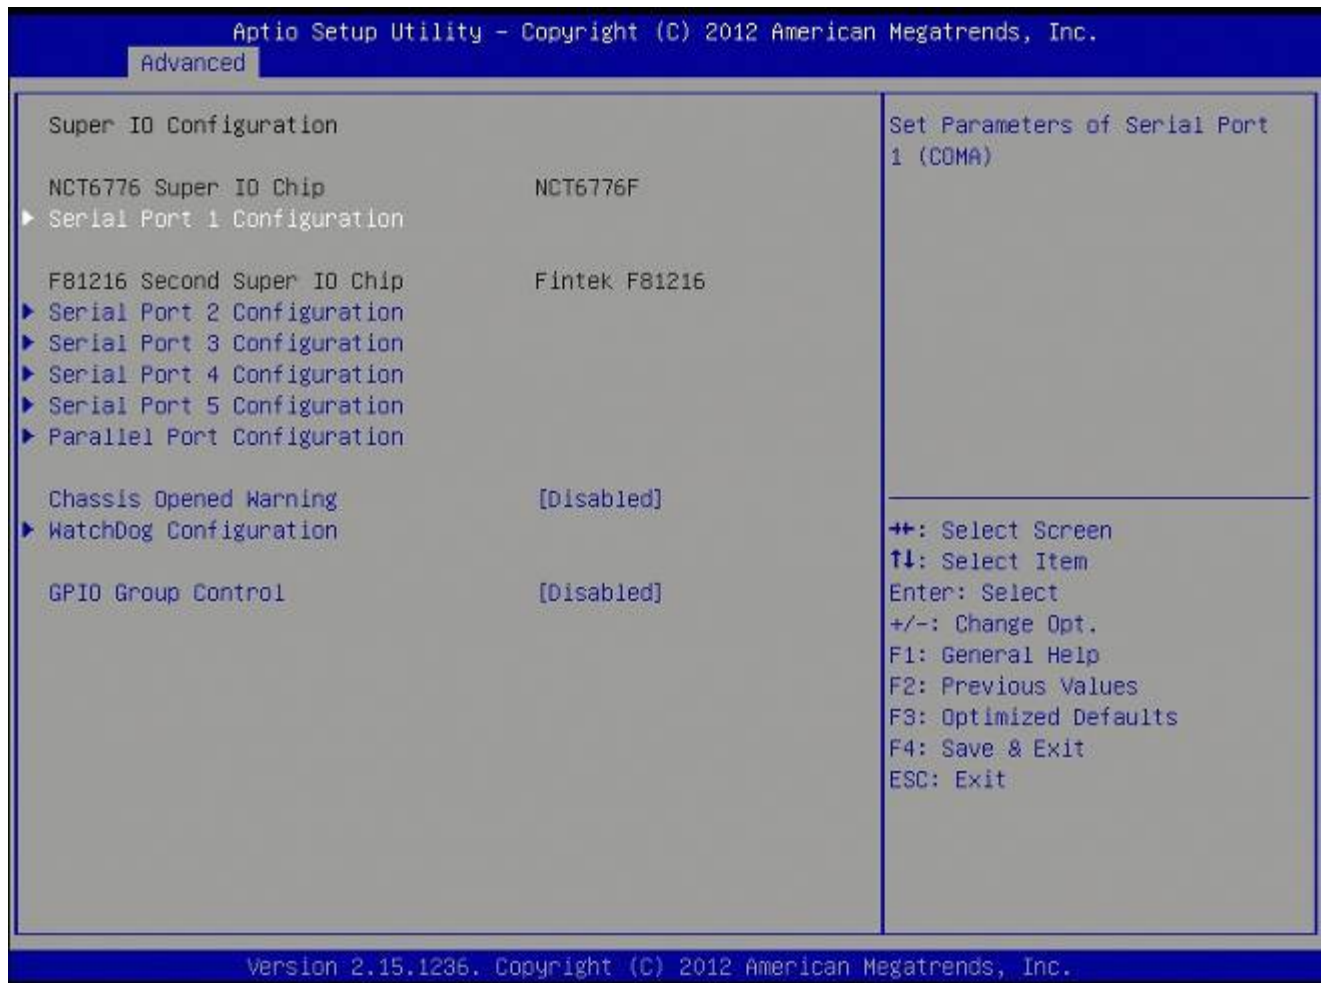 Aptio Setup Utility – Copyright (C) 2012 American Megatrends, Inc.
Advanced
Super IO Configuration
NCT6776 Super IO Chip NCT6776F
Serial Port 1 Configuration
F81216 Second Super IO Chip Fintek F81216
Serial Port 2 Configuration
Serial Port 3 Configuration
Serial Port 4 Configuration
Serial Port 5 Configuration
Parallel Port Configuration
Chassis Opened Warning [Disabled]
WatchDog Configuration
GPIO Group Control [Disabled]
Set Parameters of Serial Port
1 (COMA)
→←: Select Screen
↑↓: Select Item
Enter: Select
+/-: Change Opt.
F1: General Help
F2: Previous Values
F3: Optimized Defaults
F4: Save & Exit
ESC: Exit
Version 2.15.1236. Copyright (C) 2012 American Megatrends, Inc.